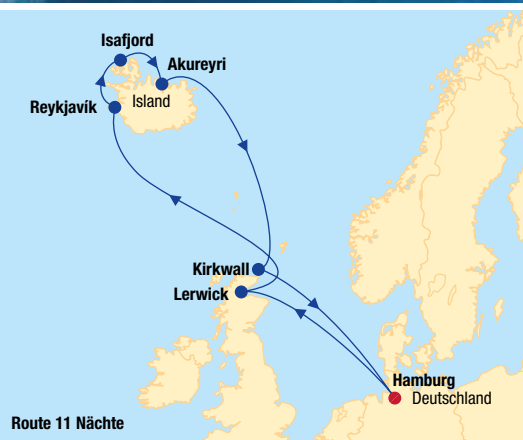 Isafjord
Akureyri
Reykjavík
Island
Kirkwall
Lerwick
Hamburg
Deutschland
Route 11 Nächte